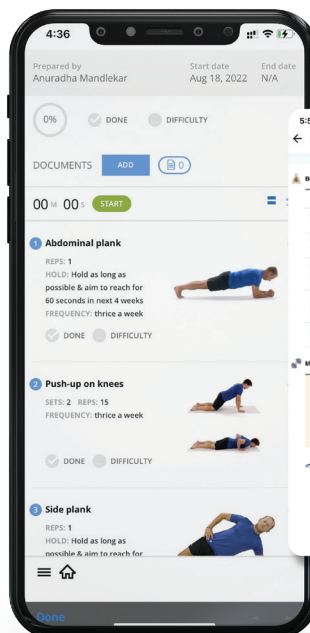 4:36
Prepared by
Anuradha Mandlekar
Start date
Aug 18, 2022
End date
N/A
0%
DONE
DIFFICULTY
DOCUMENTS
ADD
0
00 M 00 S
START
1 Abdominal plank
REPS: 1
HOLD: Hold as long as
possible & aim to reach for
60 seconds in next 4 weeks
FREQUENCY: thrice a week
DONE
DIFFICULTY
2 Push-up on knees
SETS: 2 REPS: 15
FREQUENCY: thrice a week
DONE
DIFFICULTY
3 Side plank
REPS: 1
HOLD: Hold as long as
possible & aim to reach for
Done